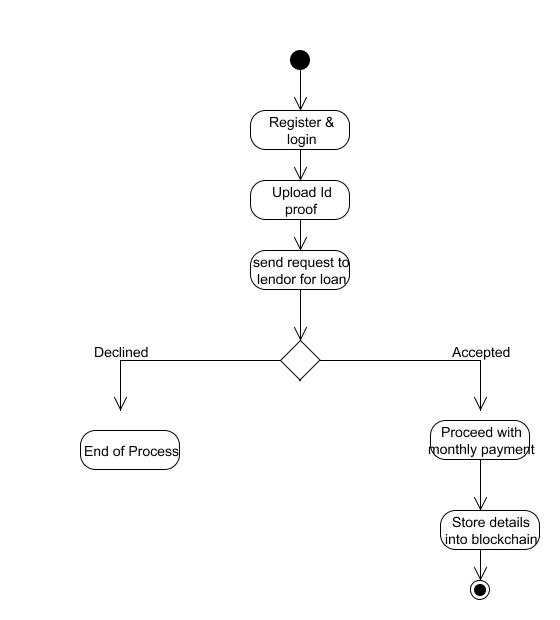 Register &
login
Upload Id
proof
send request to
lendor for loan
Declined
Accepted
End of Process
Proceed with
monthly payment
Store details
into blockchain